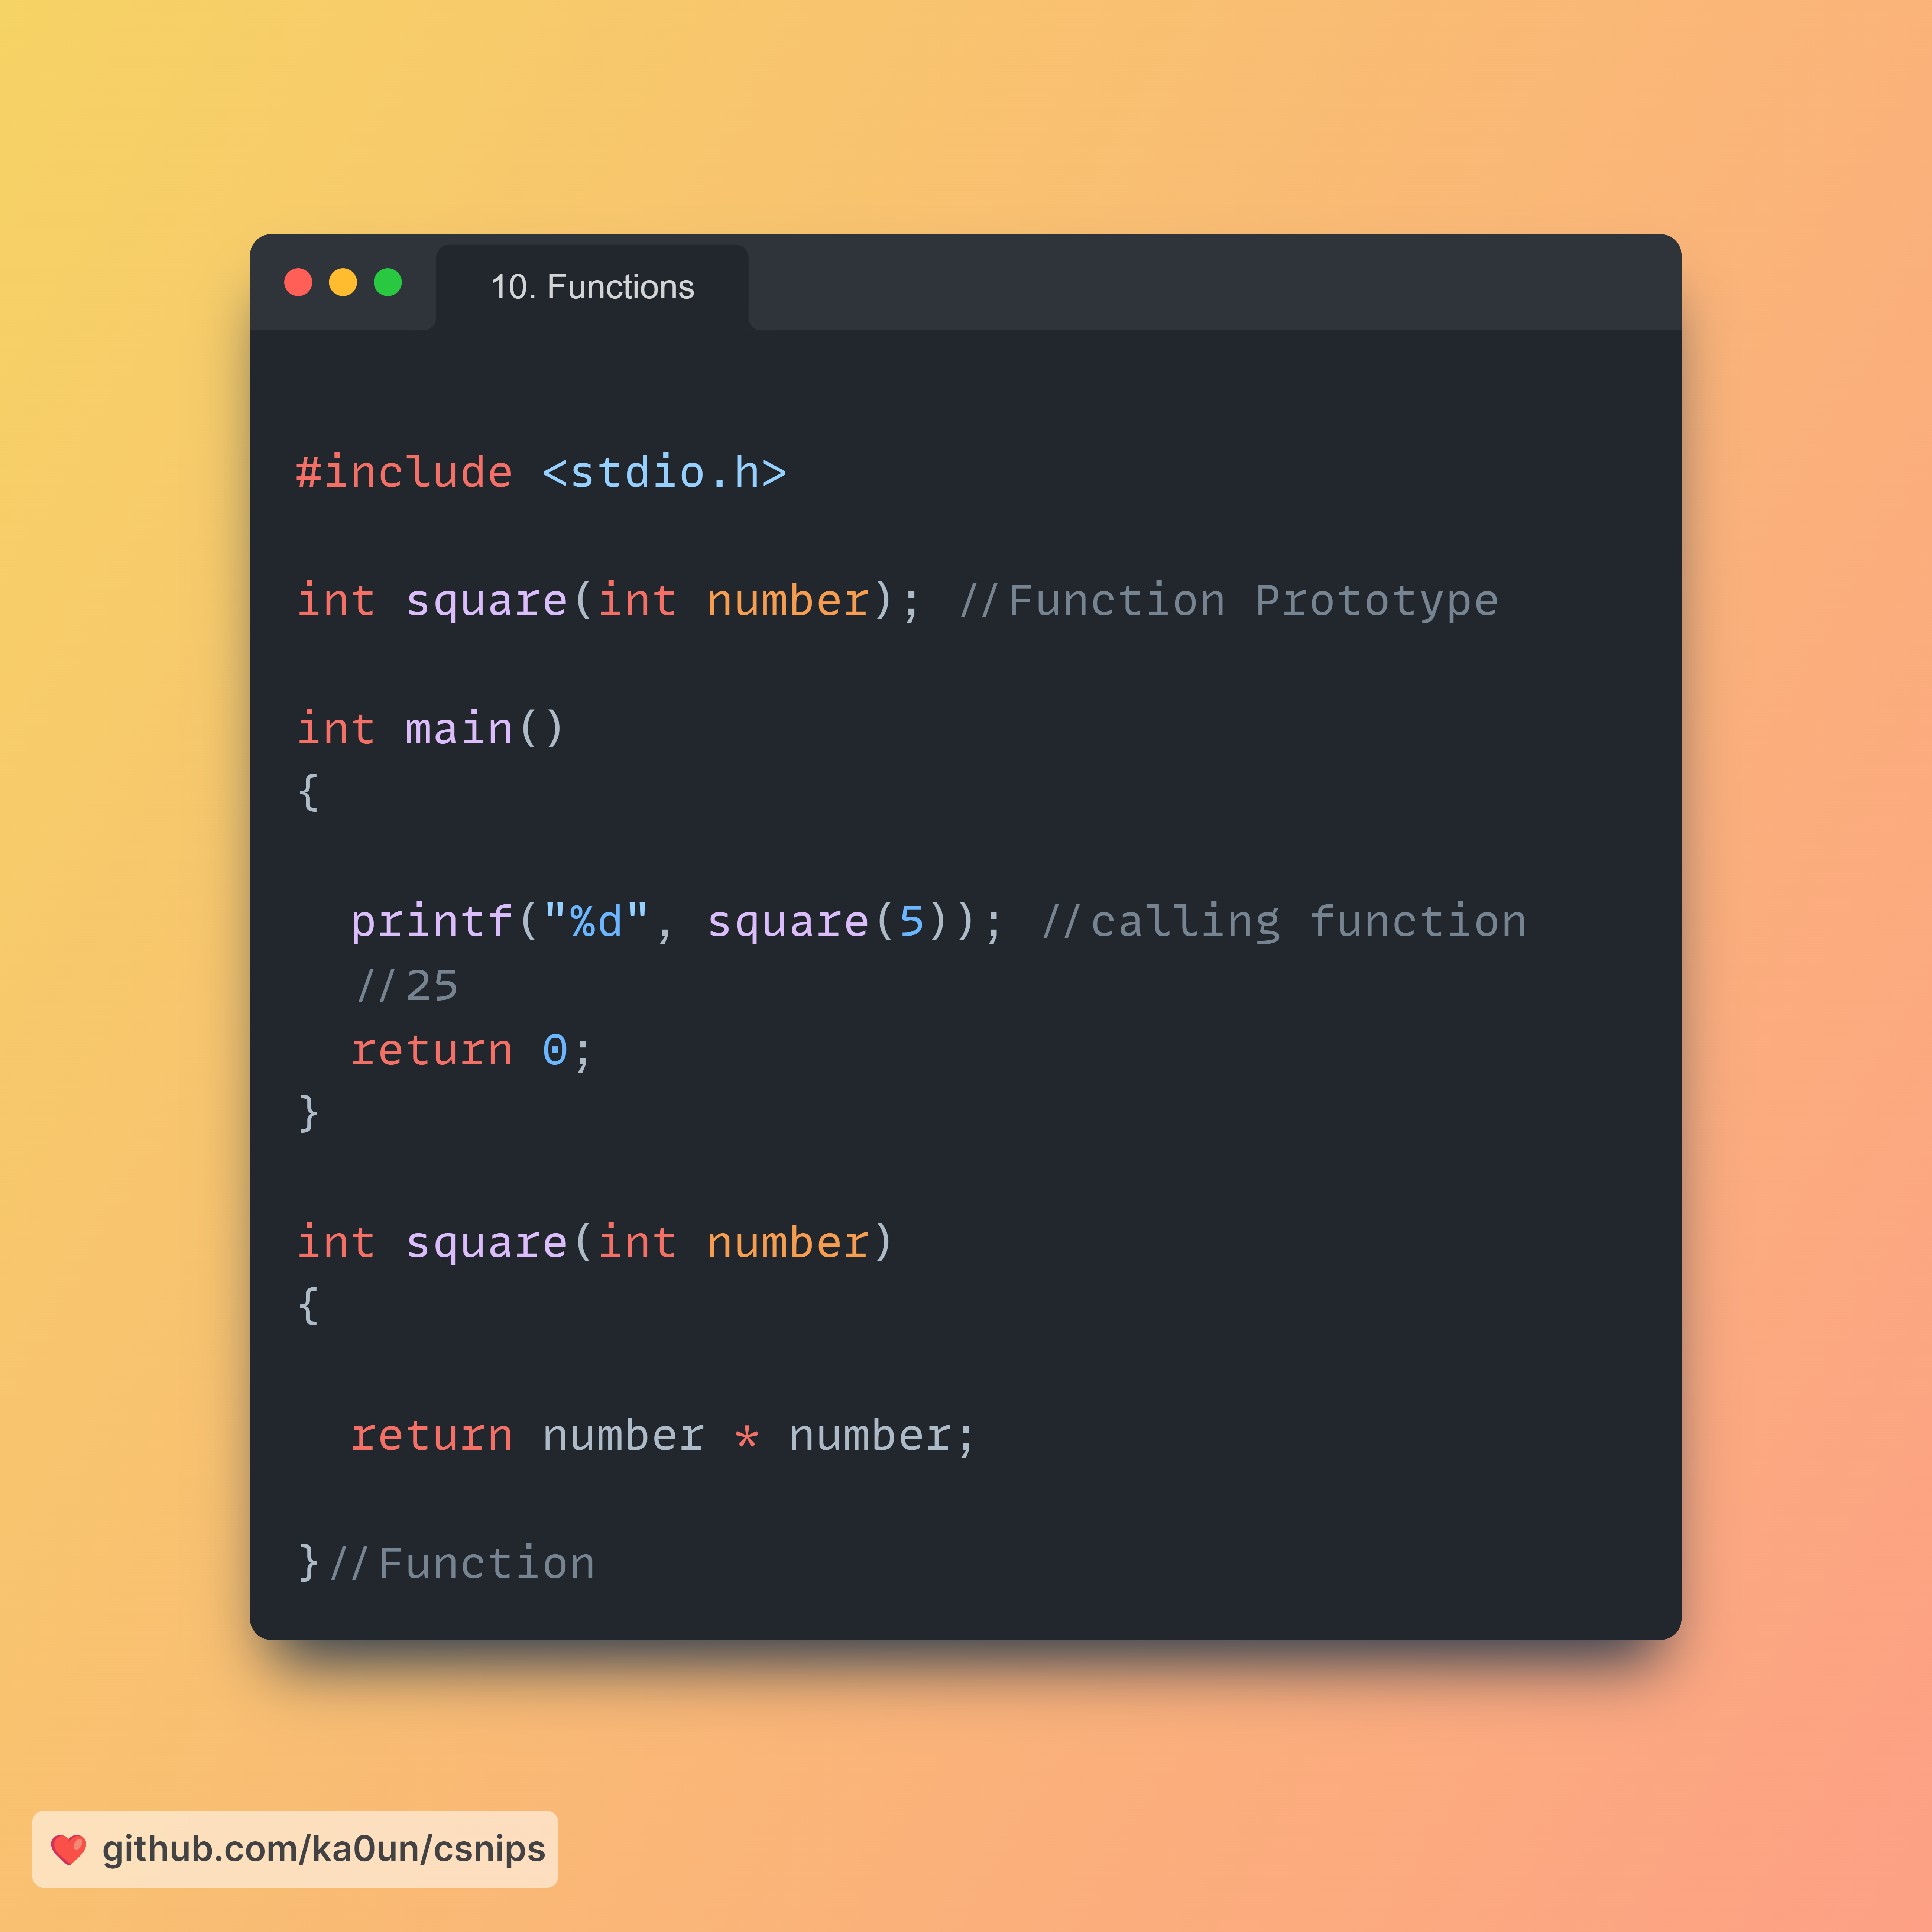 10. Functions
#include <stdio.h>
int square(int number); //Function Prototype
int main()
{
printf("%d", square(5)); //calling function
//25
return 0;
}
int square(int number)
{
return number * number;
}//Function
github.com/ka0un/csnips